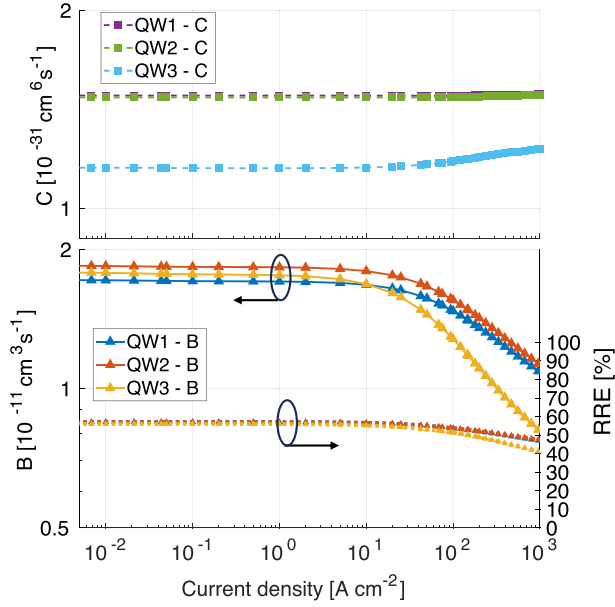 2
QW1 - C
QW2 - C
QW3 - C
C [10 -31 cm 6 s-1]
1
2
QW1 - B
QW2 - B
QW3 - B
B [10 -11 cm 3 s-1]
1
0.5
100
90
80
70
60
50
40
30
20
10
0
RRE [%]
10-2
10-1
100
101
102
103
Current density [A cm-2]